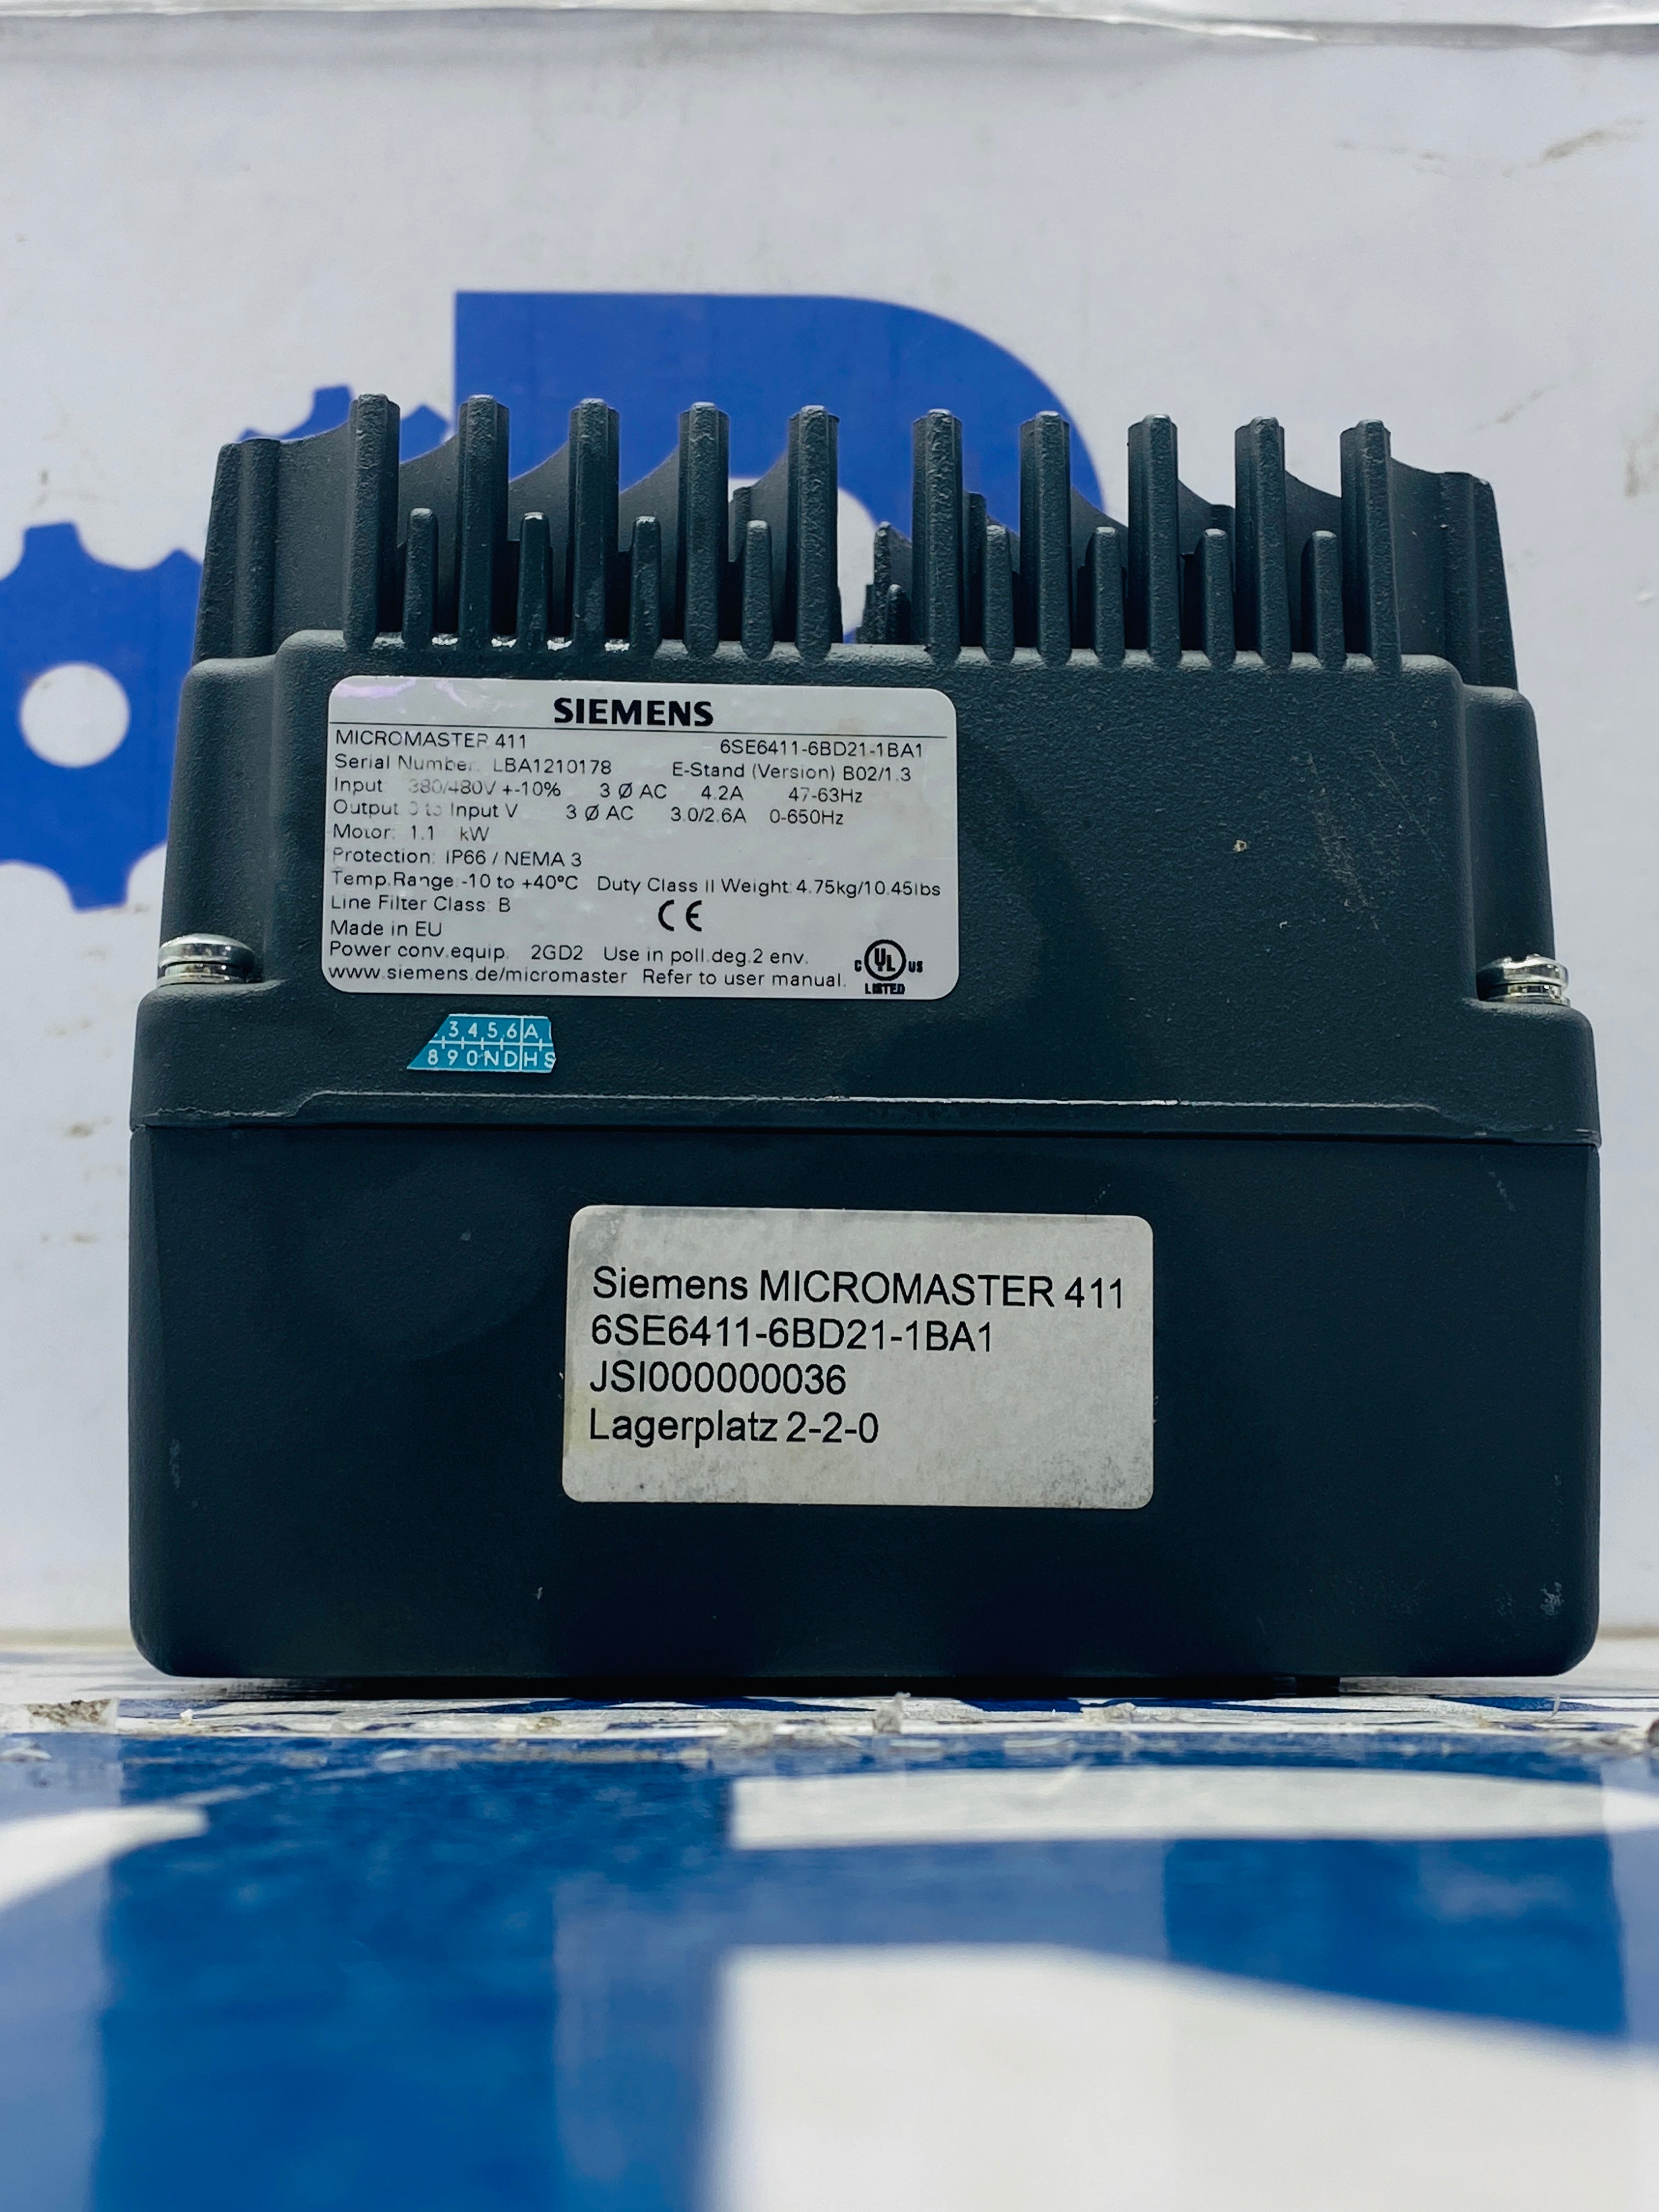 SIEMENS
MICROMASTER 411 6SE6411-6BD21-1BA1
Serial Number: LBA1210178 E-Stand (Version) B02/1.3
Input 380/480V +-10% 3 Ø AC 4.2A 47-63Hz
Output 0 to Input V 3 Ø AC 3.0/2.6A 0-650Hz
Motor: 1.1 kW
Protection: IP66 / NEMA 3
Temp.Range -10 to +40°C Duty Class II Weight 4.75kg/10.45lbs
Line Filter Class: B CE
Made in EU
Power conv.equip. 2GD2 Use in poll.deg.2 env.
www.siemens.de/micromaster Refer to user manual. C UL US
LISTED
3 4 5 6 A
8 9 0 N D H S
Siemens MICROMASTER 411
6SE6411-6BD21-1BA1
JSI000000036
Lagerplatz 2-2-0